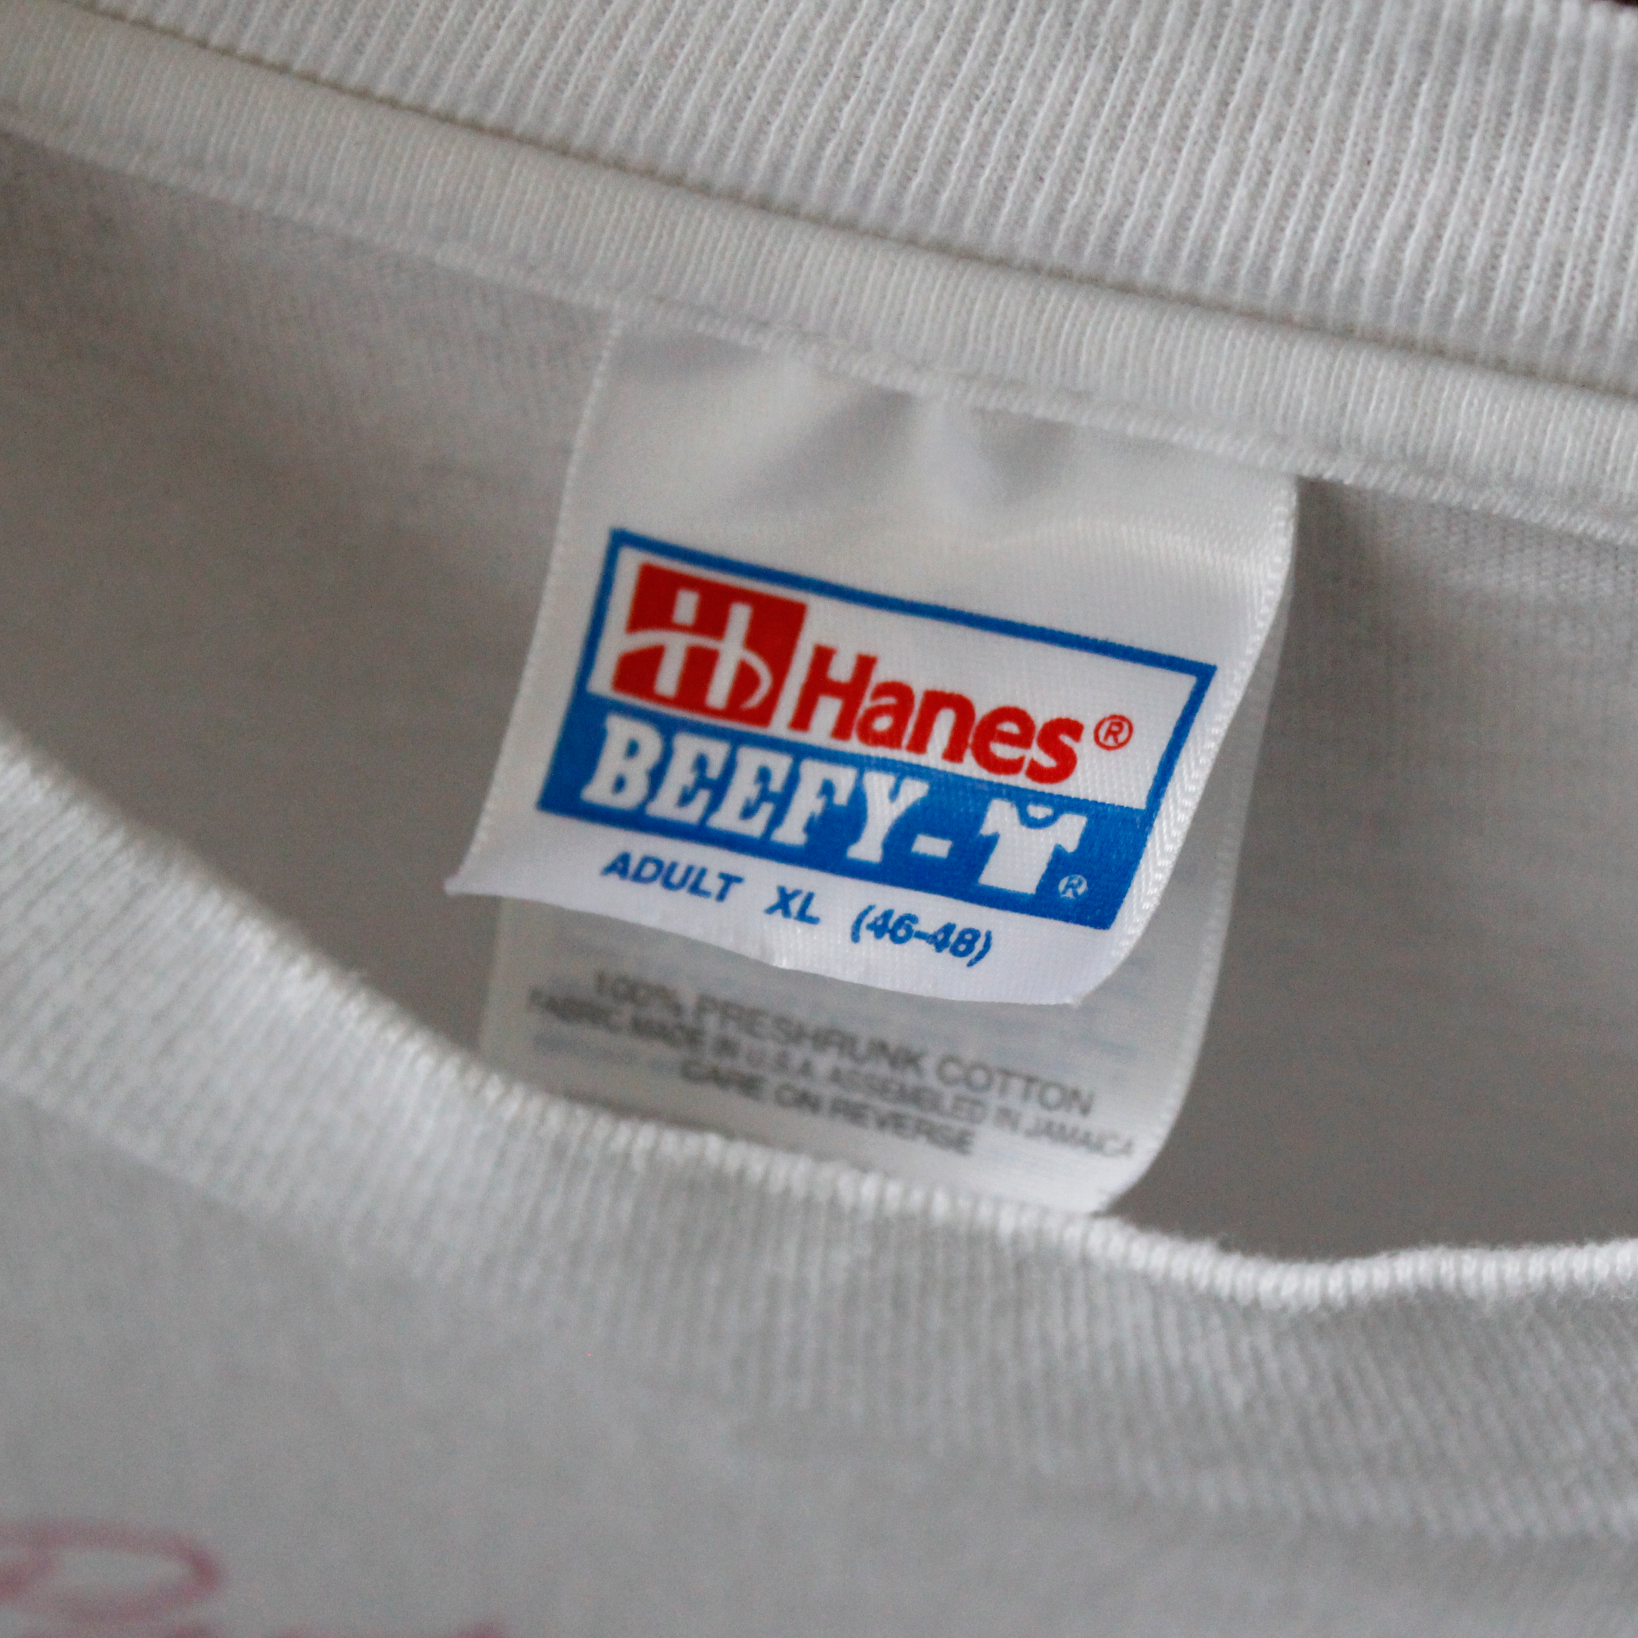 Hanes®
BEEFY-T®
ADULT XL (46-48)
100% PRESHRUNK COTTON
FABRIC MADE IN U.S.A. ASSEMBLED IN JAMAICA
CARE ON REVERSE